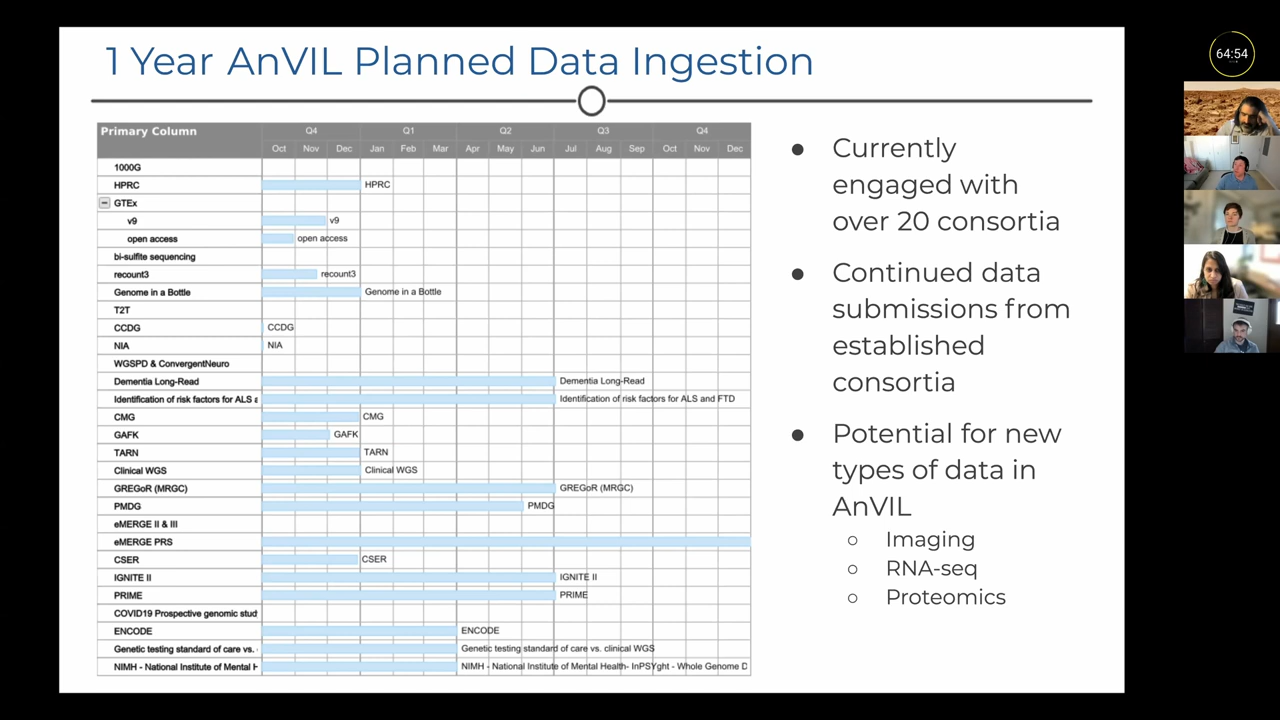 1 Year AnVIL Planned Data Ingestion
64:54
Primary Column Q4 Q1 Q2 Q3 Q4
Oct Nov Dec Jan Feb Mar Apr May Jun Jul Aug Sep Oct Nov Dec
1000G
HPRC HPRC
GTEx
v9 v9
open access open access
bi-sulfite sequencing
recount3 recount3
Genome in a Bottle Genome in a Bottle
T2T
CCDG CCDG
NIA NIA
WGSPD & ConvergentNeuro
Dementia Long-Read Dementia Long-Read
Identification of risk factors for ALS a Identification of risk factors for ALS and FTD
CMG CMG
GAFK GAFK
TARN TARN
Clinical WGS Clinical WGS
GREGoR (MRGC) GREGoR (MRGC)
PMDG PMDG
eMERGE II & III
eMERGE PRS
CSER CSER
IGNITE II IGNITE II
PRIME PRIME
COVID19 Prospective genomic stud
ENCODE ENCODE
Genetic testing standard of care vs. Genetic testing standard of care vs. clinical WGS
NIMH - National Institute of Mental H NIMH - National Institute of Mental Health- InPSYght - Whole Genome D
● Currently
engaged with
over 20 consortia
● Continued data
submissions from
established
consortia
● Potential for new
types of data in
AnVIL
○ Imaging
○ RNA-seq
○ Proteomics